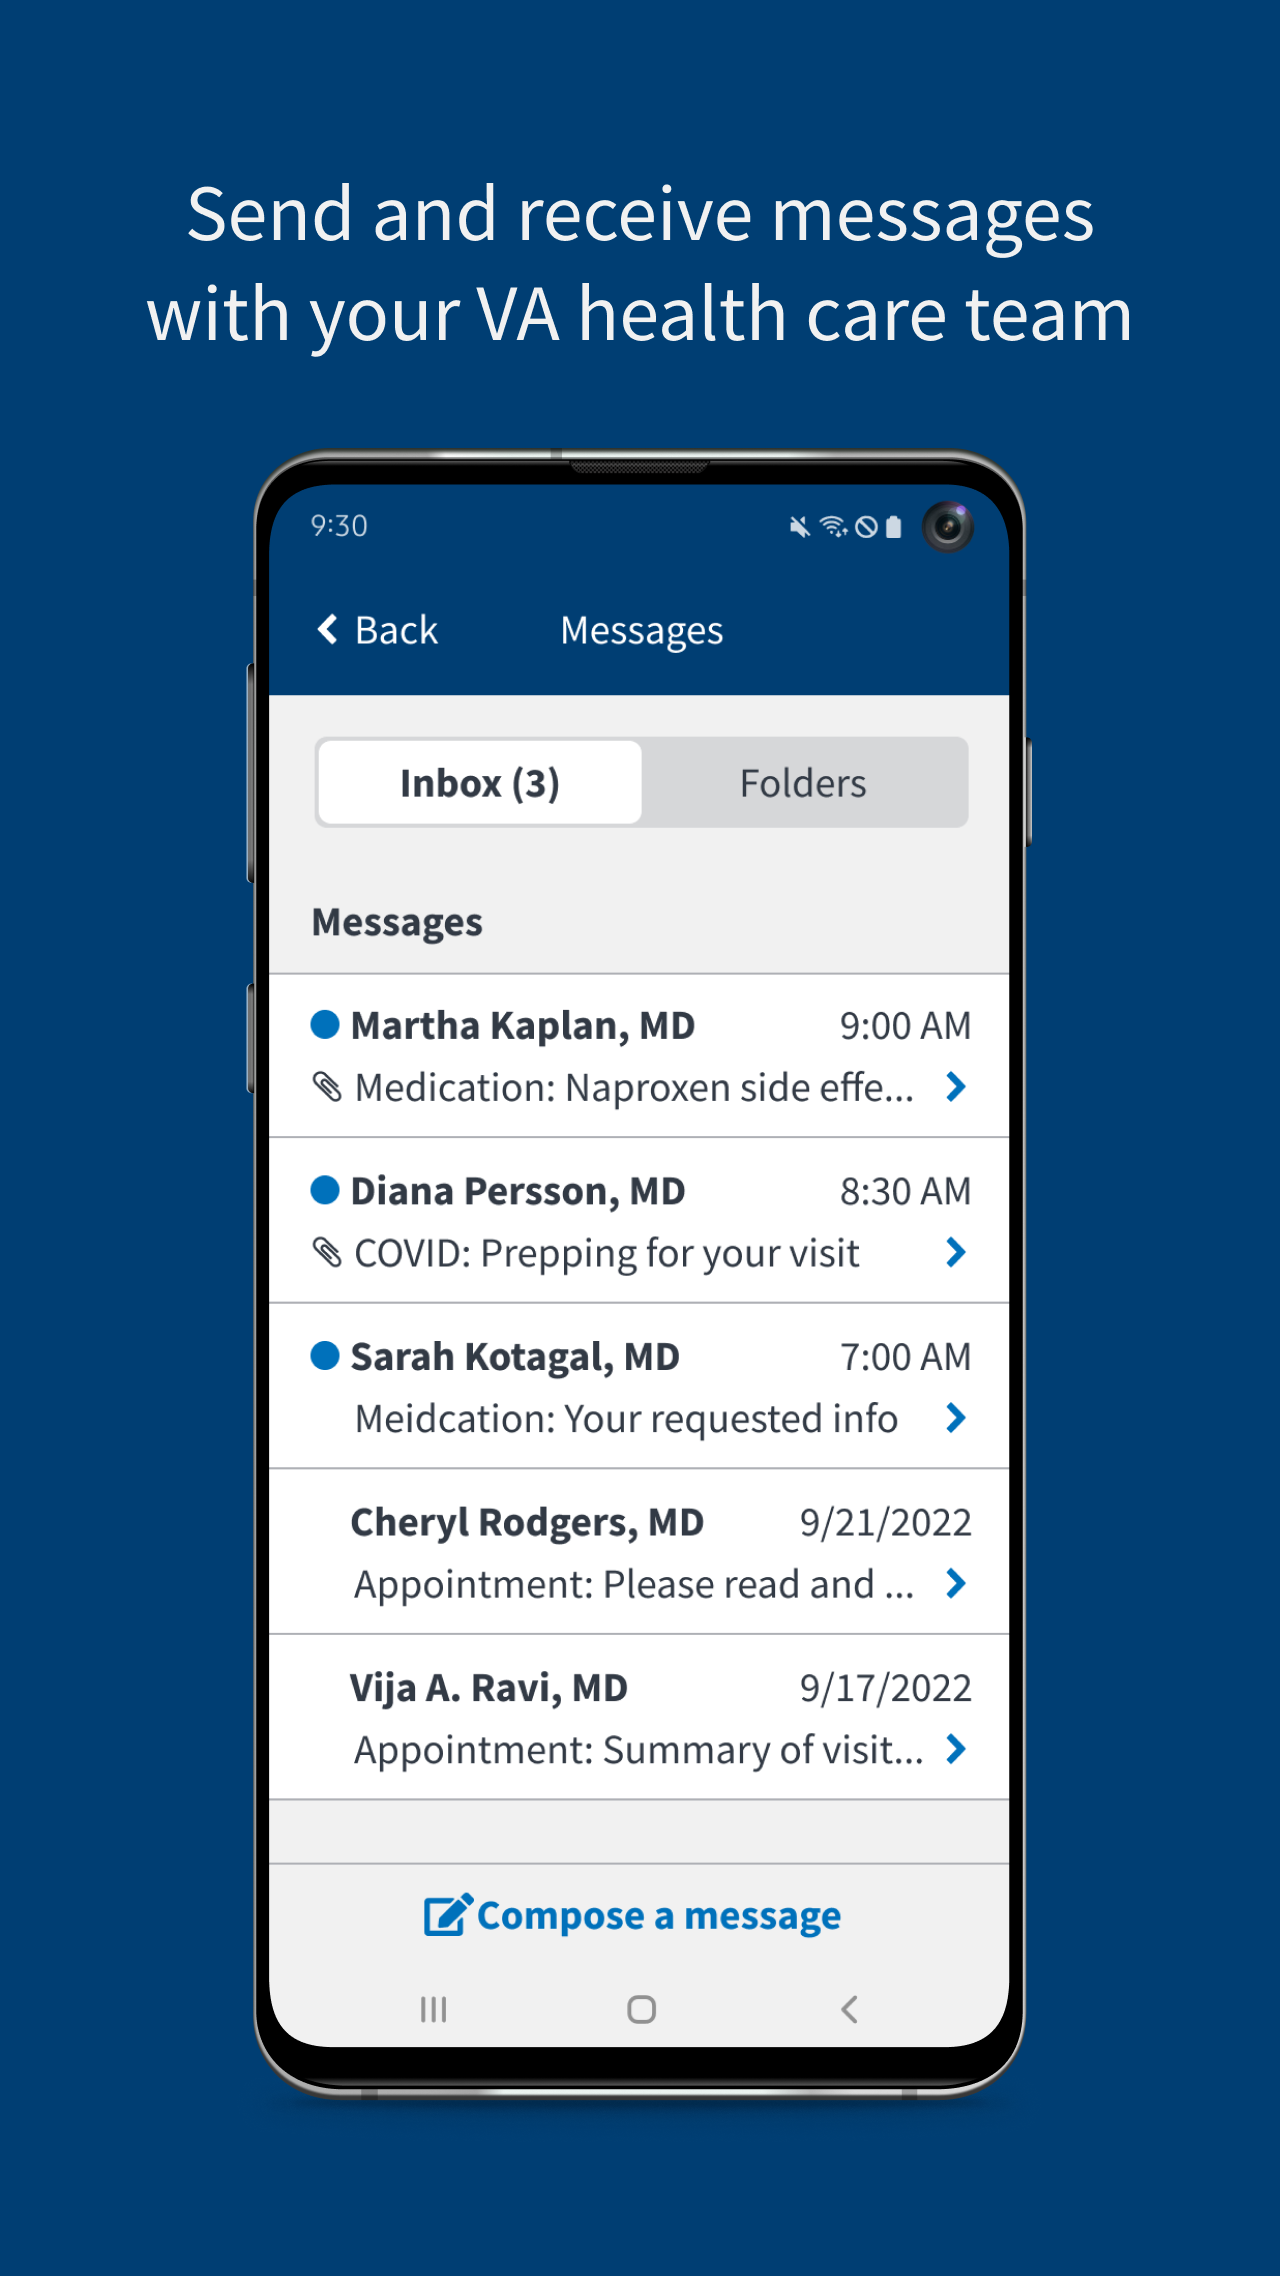 Send and receive messages
with your VA health care team
9:30
Back Messages
Inbox (3) Folders
Messages
Martha Kaplan, MD 9:00 AM
Medication: Naproxen side effe...
Diana Persson, MD 8:30 AM
COVID: Prepping for your visit
Sarah Kotagal, MD 7:00 AM
Meidcation: Your requested info
Cheryl Rodgers, MD 9/21/2022
Appointment: Please read and ...
Vija A. Ravi, MD 9/17/2022
Appointment: Summary of visit...
Compose a message